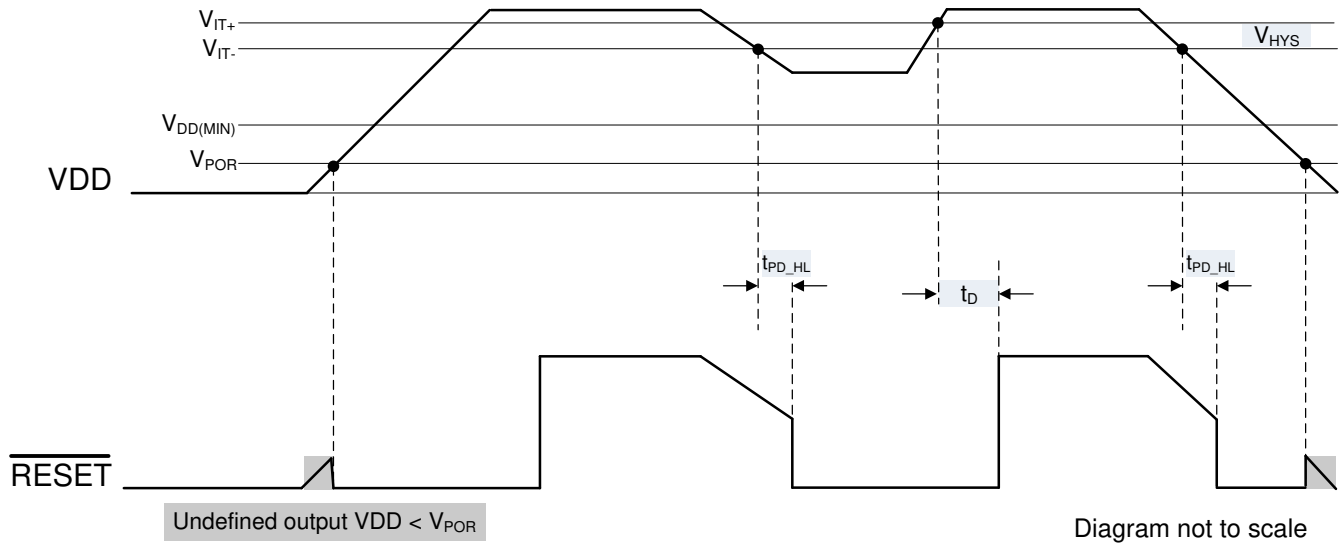 V_IT+
V_IT-
V_HYS
V_DD(MIN)
V_POR
VDD
t_PD_HL
t_D
t_PD_HL
RESET
Undefined output VDD < V_POR
Diagram not to scale